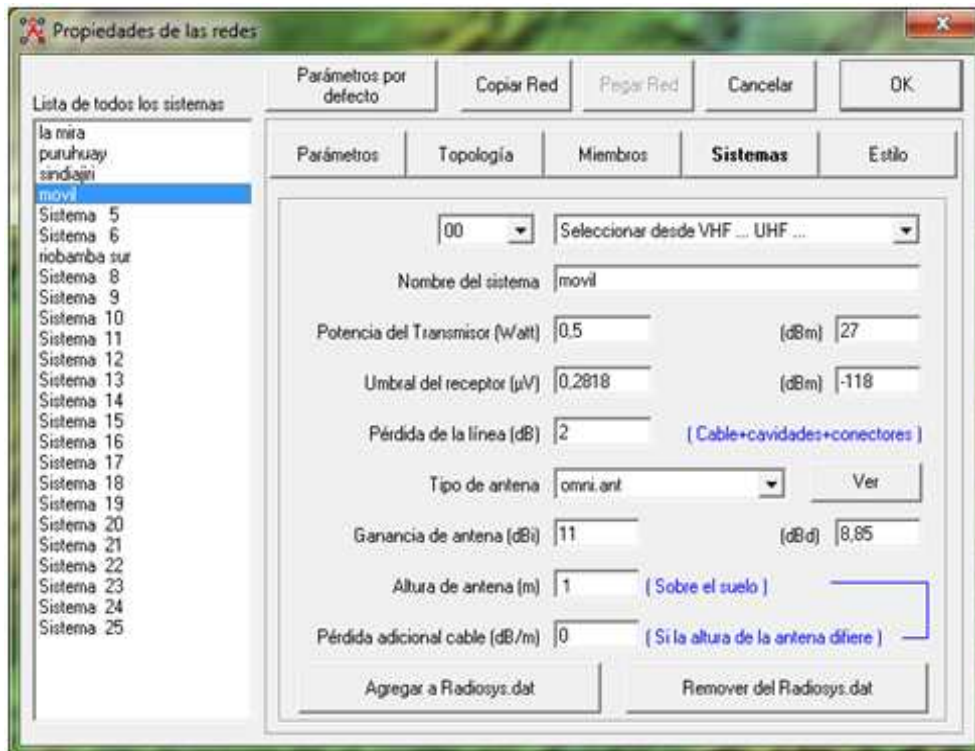 Propiedades de las redes
Lista de todos los sistemas
la mira
puruhuay
sindiajiri
movil
Sistema 5
Sistema 6
riobamba sur
Sistema 8
Sistema 9
Sistema 10
Sistema 11
Sistema 12
Sistema 13
Sistema 14
Sistema 15
Sistema 16
Sistema 17
Sistema 18
Sistema 19
Sistema 20
Sistema 21
Sistema 22
Sistema 23
Sistema 24
Sistema 25
Parámetros por
defecto
Copiar Red
Pegar Red
Cancelar
OK
Parámetros
Topología
Miembros
Sistemas
Estilo
00
Seleccionar desde VHF ... UHF ...
Nombre del sistema movil
Potencia del Transmisor (Watt) 0,5 (dBm) 27
Umbral del receptor (µV) 0,2818 (dBm) -118
Pérdida de la línea (dB) 2 ( Cable+cavidades+conectores )
Tipo de antena omni.ant Ver
Ganancia de antena (dBi) 11 (dBd) 8,85
Altura de antena (m) 1 ( Sobre el suelo )
Pérdida adicional cable (dB/m) 0 ( Si la altura de la antena difiere )
Agregar a Radiosys.dat
Remover del Radiosys.dat